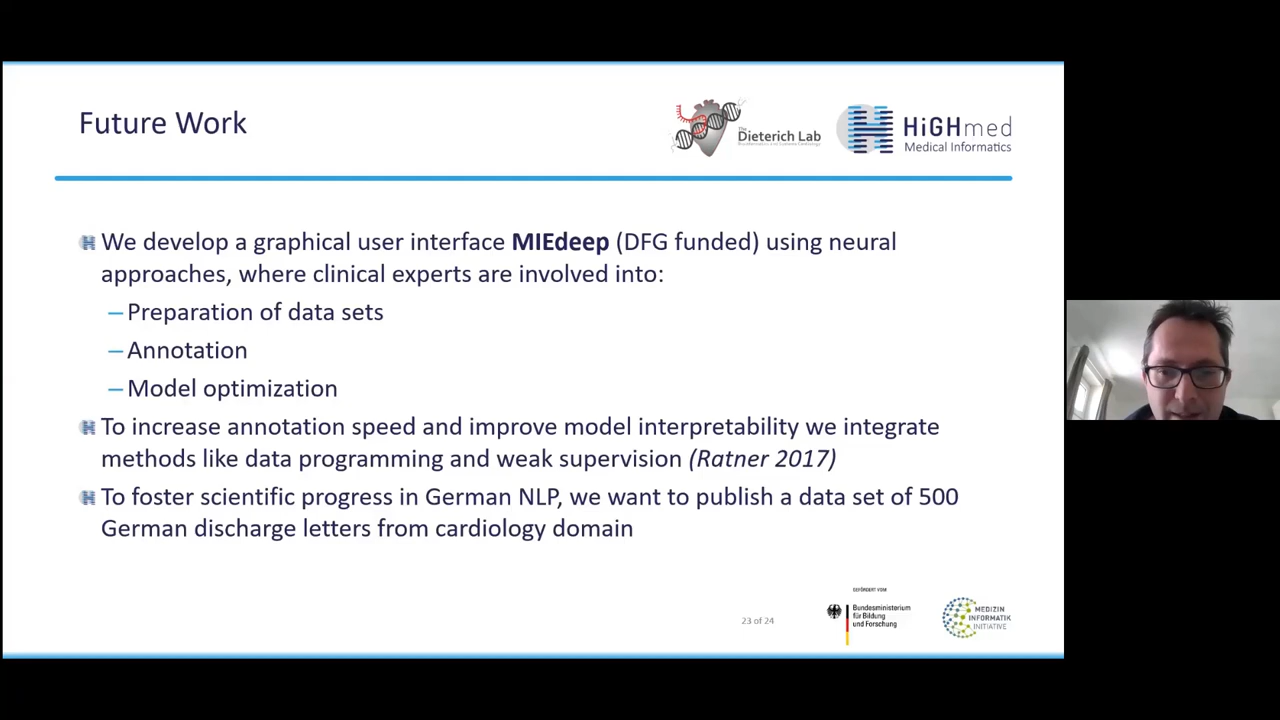 Future Work
The
Dieterich Lab
HiGHmed
Medical Informatics
We develop a graphical user interface MIEdeep (DFG funded) using neural
approaches, where clinical experts are involved into:
–Preparation of data sets
–Annotation
–Model optimization
To increase annotation speed and improve model interpretability we integrate
methods like data programming and weak supervision (Ratner 2017)
To foster scientific progress in German NLP, we want to publish a data set of 500
German discharge letters from cardiology domain
23 of 24
GEFÖRDERT VOM
Bundesministerium
für Bildung
und Forschung
MEDIZIN
INFORMATIK
INITIATIVE